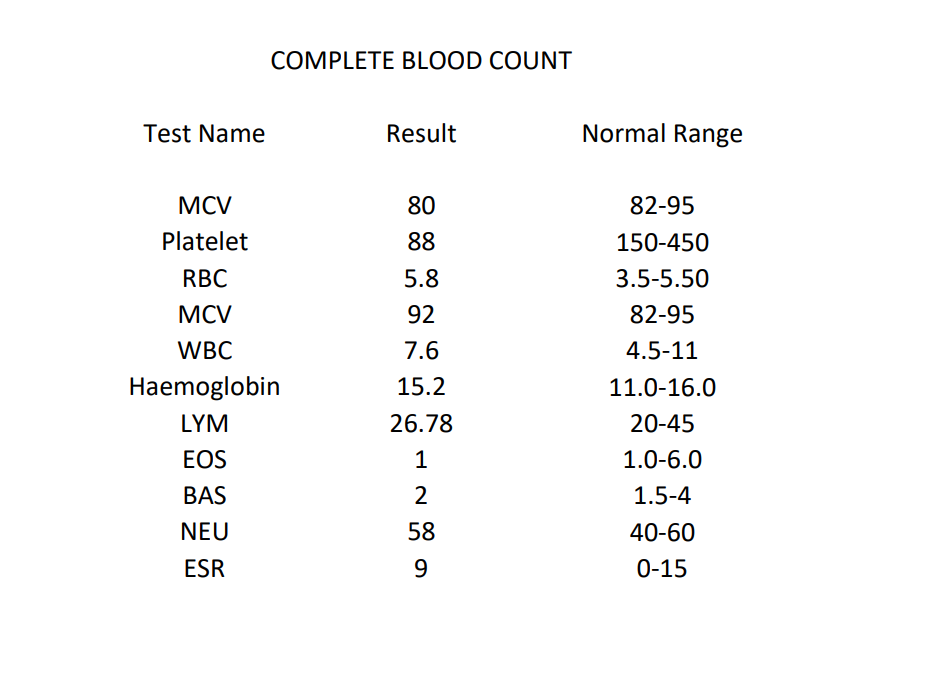 COMPLETE BLOOD COUNT
Test Name Result Normal Range
MCV 80 82-95
Platelet 88 150-450
RBC 5.8 3.5-5.50
MCV 92 82-95
WBC 7.6 4.5-11
Haemoglobin 15.2 11.0-16.0
LYM 26.78 20-45
EOS 1 1.0-6.0
BAS 2 1.5-4
NEU 58 40-60
ESR 9 0-15